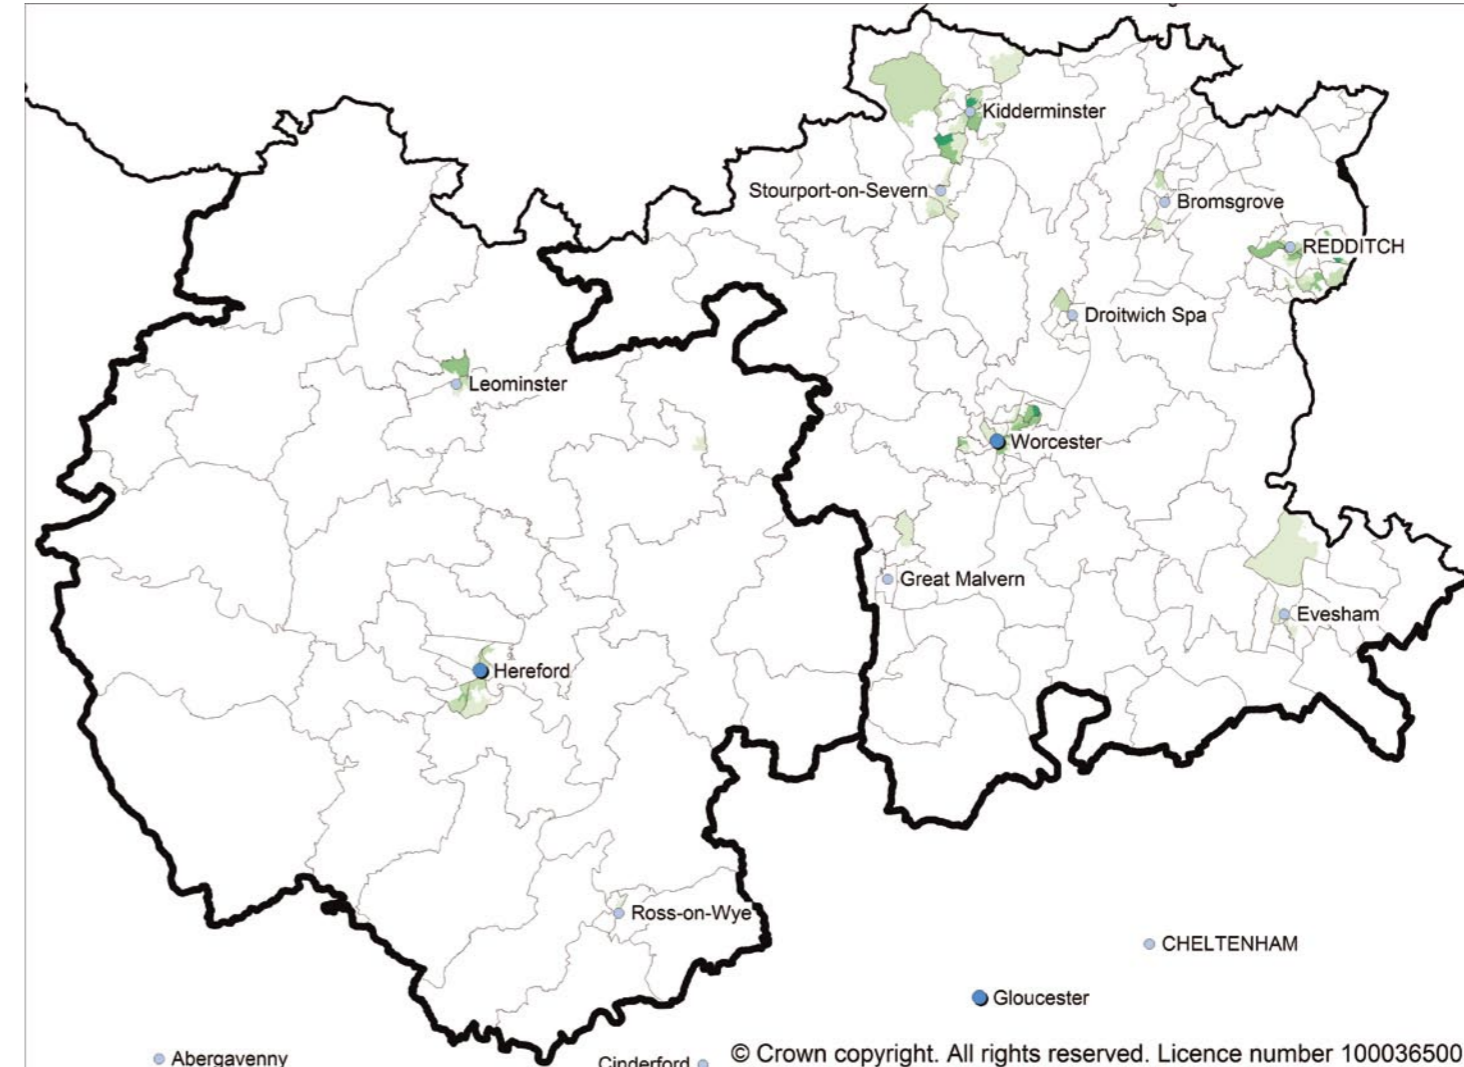 Kidderminster
Stourport-on-Severn
Bromsgrove
REDDITCH
Droitwich Spa
Leominster
Worcester
Great Malvern
Evesham
Hereford
Ross-on-Wye
CHELTENHAM
Gloucester
Abergavenny
Cinderford
© Crown copyright. All rights reserved. Licence number 100036500